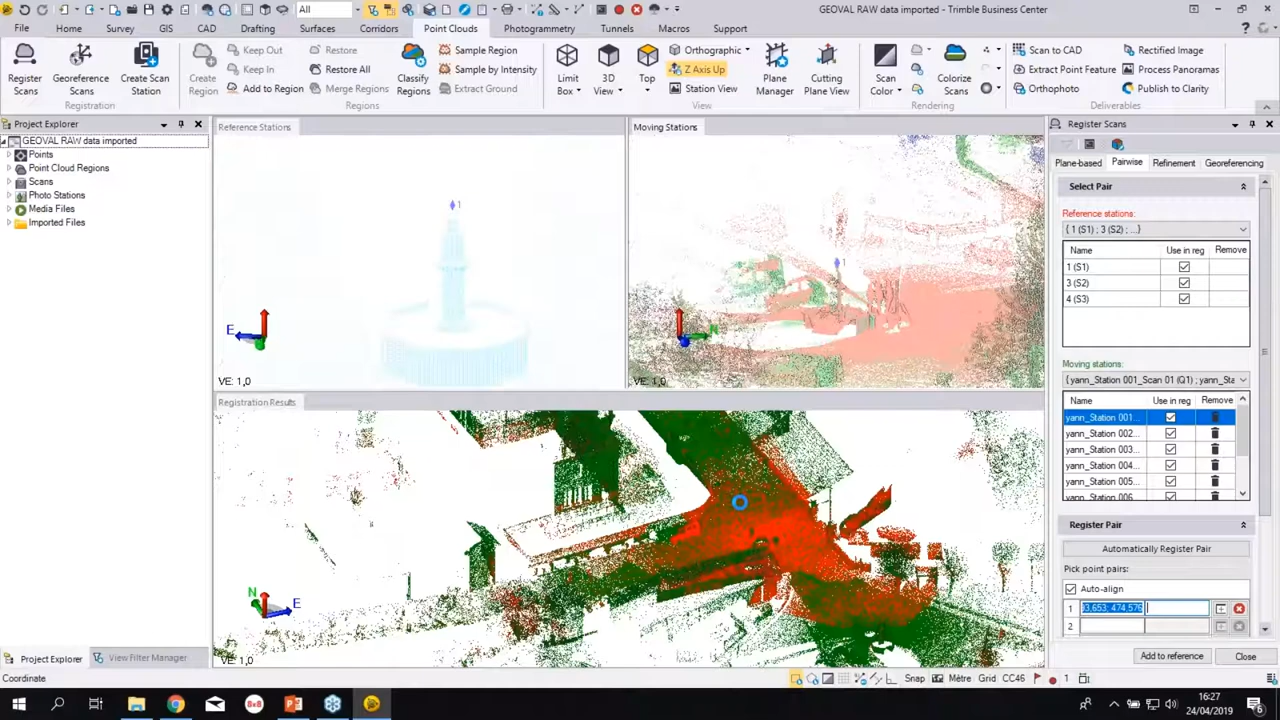 All
GEOVAL RAW data imported - Trimble Business Center
File Home Survey GIS CAD Drafting Surfaces Corridors Point Clouds Photogrammetry Tunnels Macros Support
Register Scans
Georeference Scans
Create Scan Station
Registration
Create Region
Keep Out
Keep In
Add to Region
Restore
Restore All
Merge Regions
Classify Regions
Sample Region
Sample by Intensity
Extract Ground
Regions
Limit Box
3D View
Top
Orthographic
Z Axis Up
Station View
Plane Manager
Cutting Plane View
View
Scan Color
Colorize Scans
Rendering
Scan to CAD
Extract Point Feature
Orthophoto
Rectified Image
Process Panoramas
Publish to Clarity
Deliverables
Project Explorer
GEOVAL RAW data imported
Points
Point Cloud Regions
Scans
Photo Stations
Media Files
Imported Files
Reference Stations
1
E
VE: 1,0
Moving Stations
1
N
VE: 1,0
Registration Results
N
E
VE: 1,0
Register Scans
Plane-based Pairwise Refinement Georeferencing
Select Pair
Reference stations:
{ 1 (S1) ; 3 (S2) ; ...}
Name Use in reg Remove
1 (S1)
3 (S2)
4 (S3)
Moving stations:
{yann_Station 001_Scan 01 (Q1) ; yann_Sta
Name Use in reg Remove
yann_Station 001...
yann_Station 002...
yann_Station 003...
yann_Station 004...
yann_Station 005...
yann_Station 006
Register Pair
Automatically Register Pair
Pick point pairs:
Auto-align
1 03,653; 474,576
2
Add to reference Close
Project Explorer View Filter Manager
Coordinate
Snap Mètre Grid CC46 1
16:27
24/04/2019
6